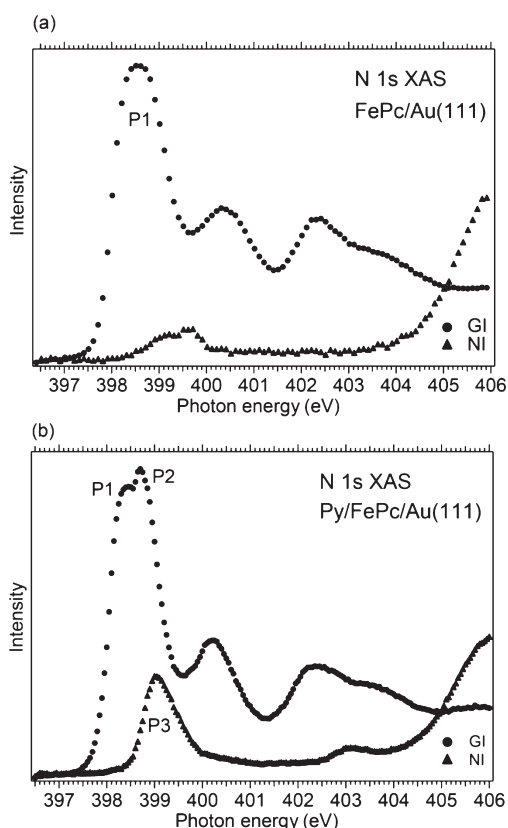 (a)
N 1s XAS
FePc/Au(111)
P1
Intensity
GI
NI
397 398 399 400 401 402 403 404 405 406
Photon energy (eV)
(b)
P1 P2
N 1s XAS
Py/FePc/Au(111)
Intensity
P3
GI
NI
397 398 399 400 401 402 403 404 405 406
Photon energy (eV)